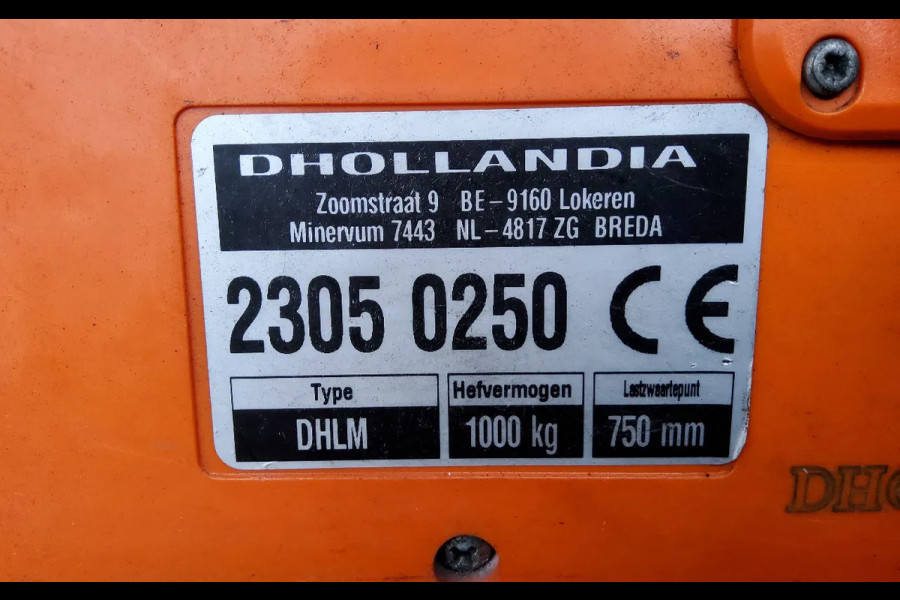 DHOLLANDIA
Zoomstraat 9 BE-9160 Lokeren
Minervum 7443 NL-4817 ZG BREDA
2305 0250 CE
Type Hefvermogen Lastzwaartepunt
DHLM 1000 kg 750 mm
DH